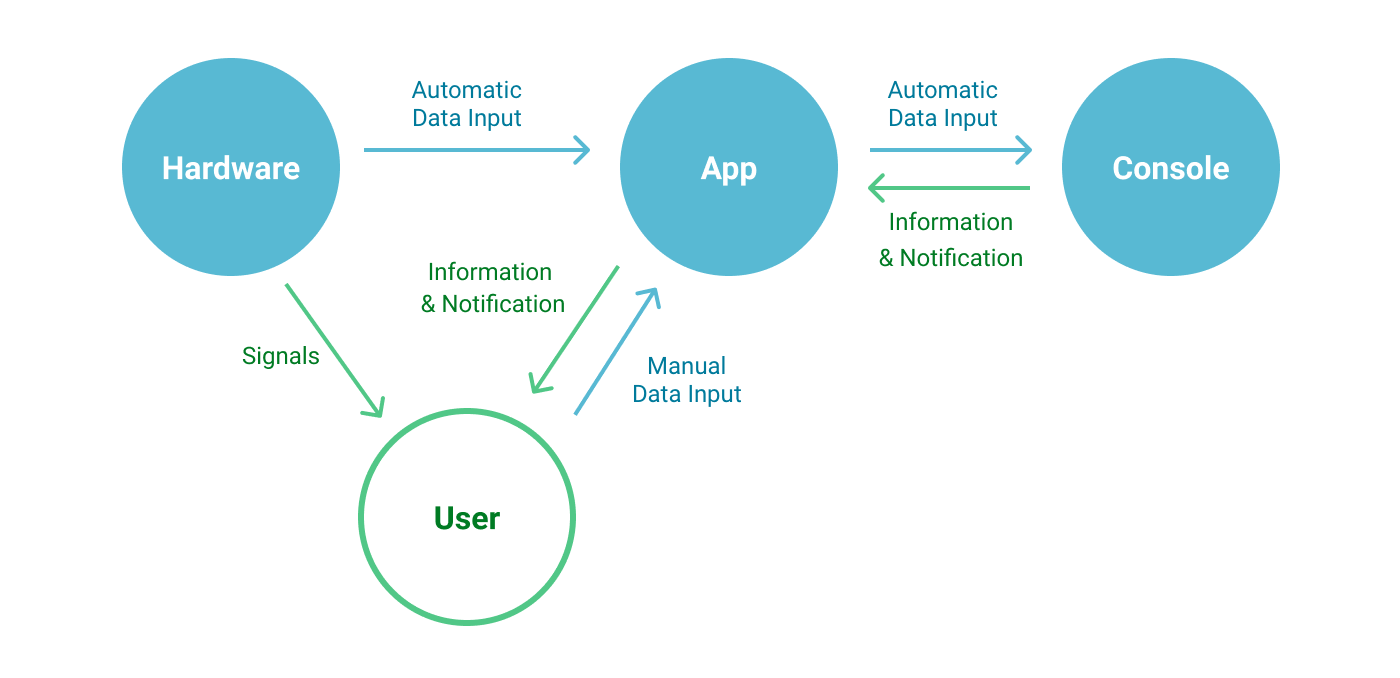 Automatic
Data Input
Automatic
Data Input
Hardware
App
Console
Information
& Notification
Information
& Notification
Signals
Manual
Data Input
User